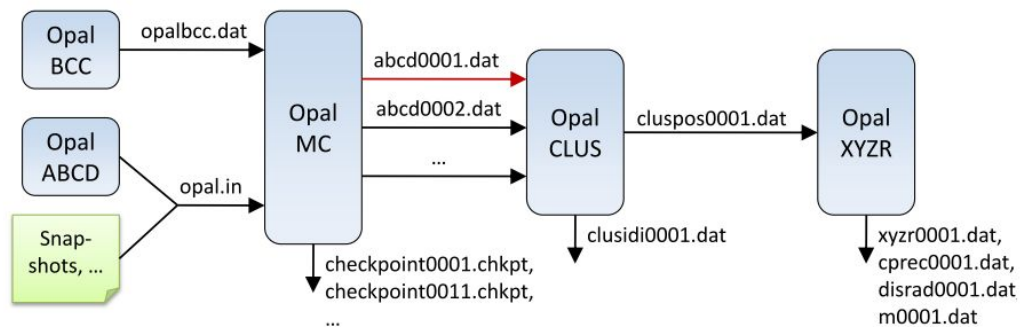 Opal
BCC
opalbcc.dat
Opal
ABCD
opal.in
Snap-
shots, ...
Opal
MC
abcd0001.dat
abcd0002.dat
...
checkpoint0001.chkpt,
checkpoint0011.chkpt,
...
Opal
CLUS
clusidi0001.dat
cluspos0001.dat
Opal
XYZR
xyzr0001.dat,
cprec0001.dat,
disrad0001.dat,
m0001.dat